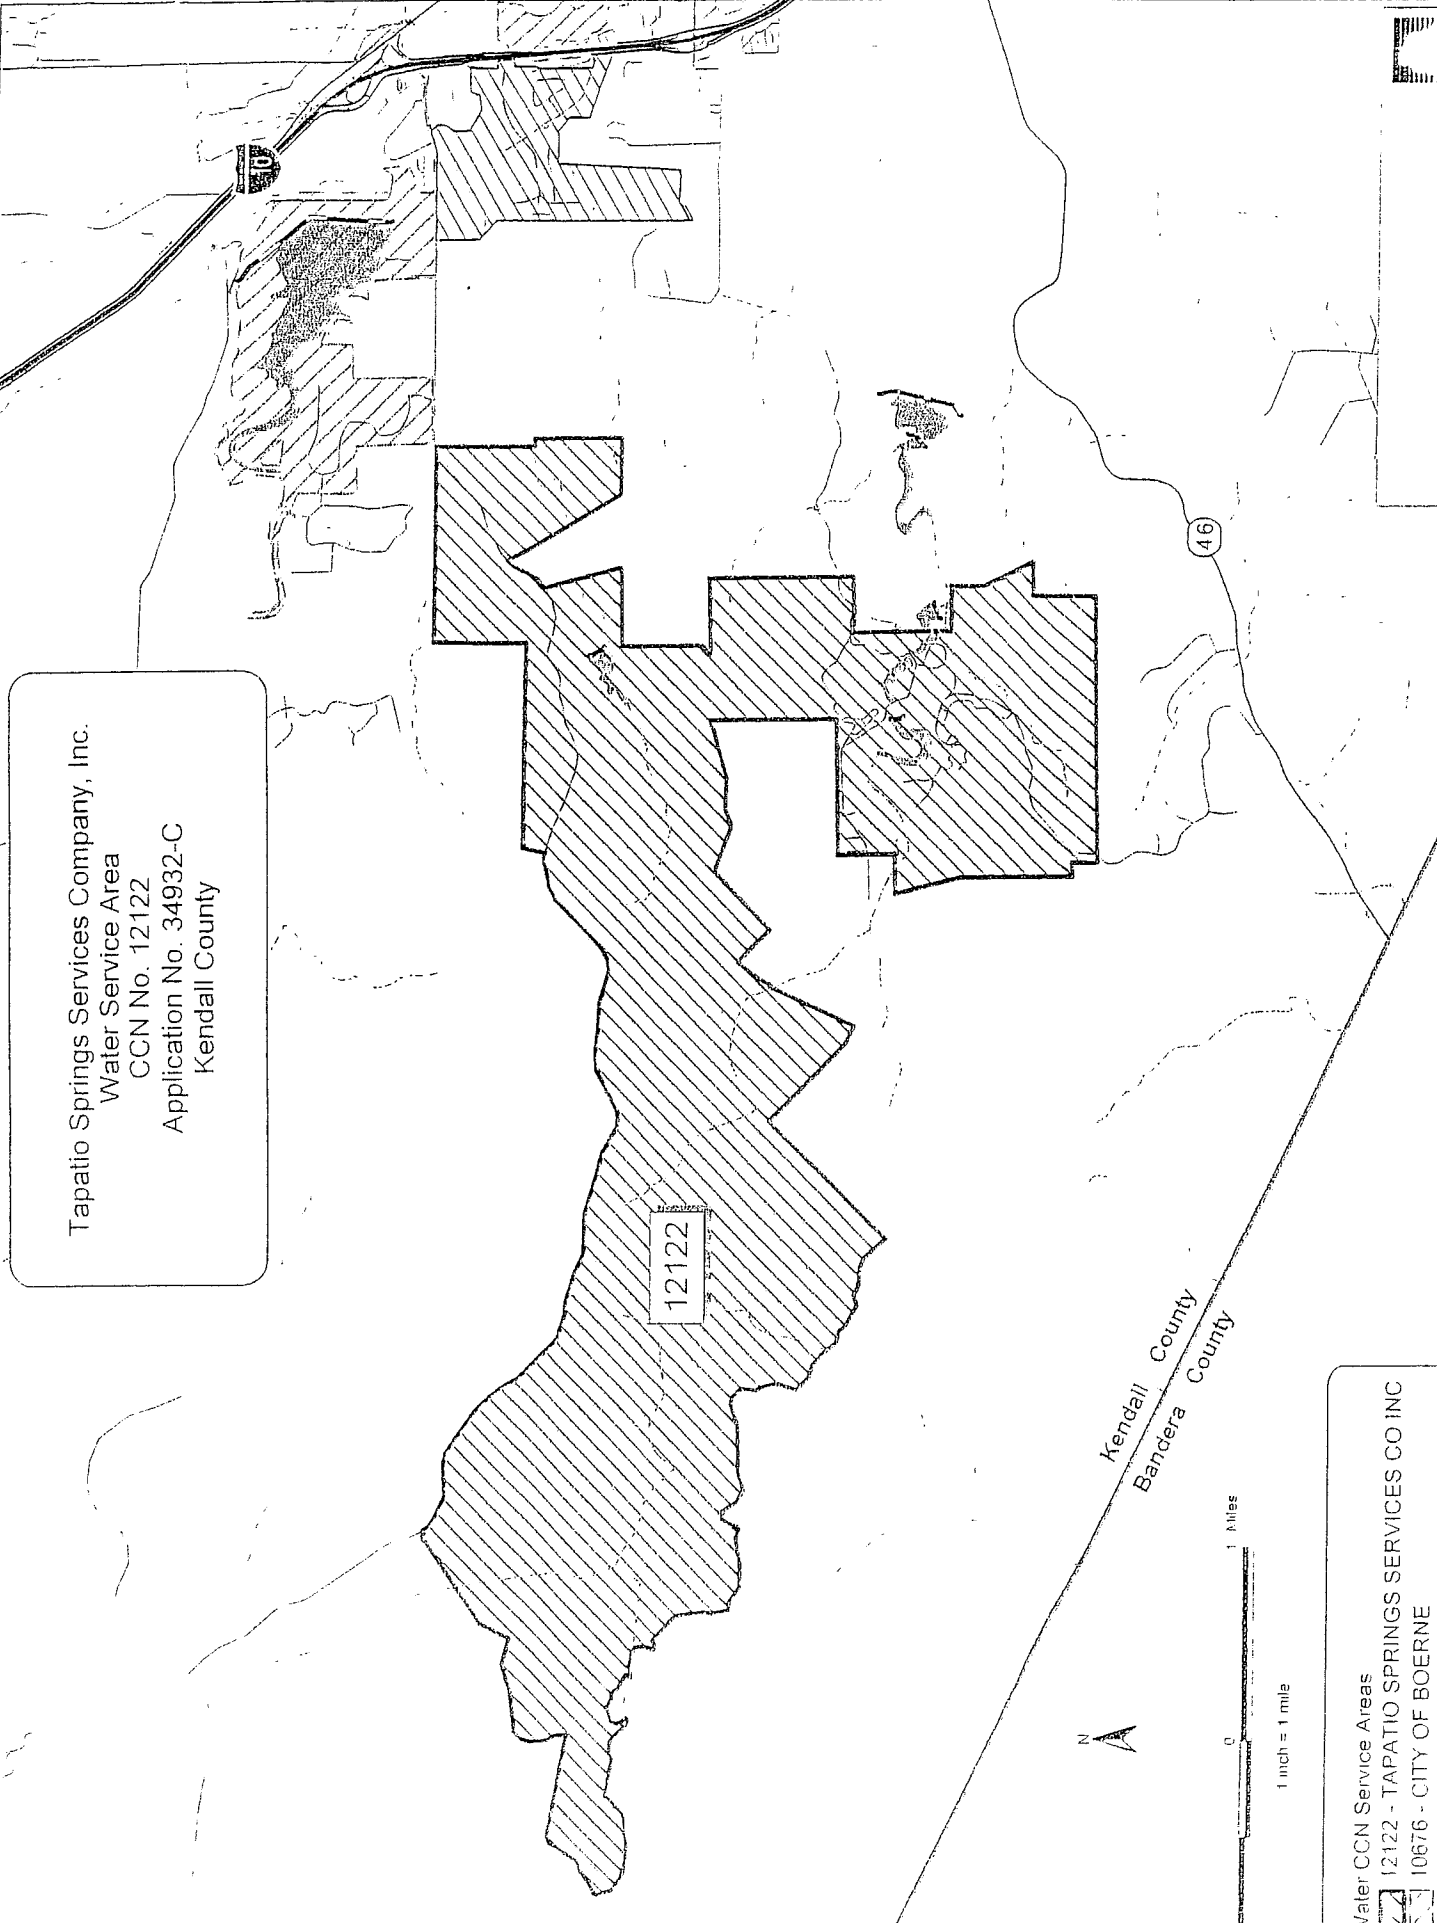 Tapatio Springs Services Company, Inc.
Water Service Area
CCN No. 12122
Application No. 34932-C
Kendall County
10
46
12122
Kendall County
Bandera County
N
0
1 Miles
1 inch = 1 mile
Water CCN Service Areas
12122 - TAPATIO SPRINGS SERVICES CO INC
10676 - CITY OF BOERNE